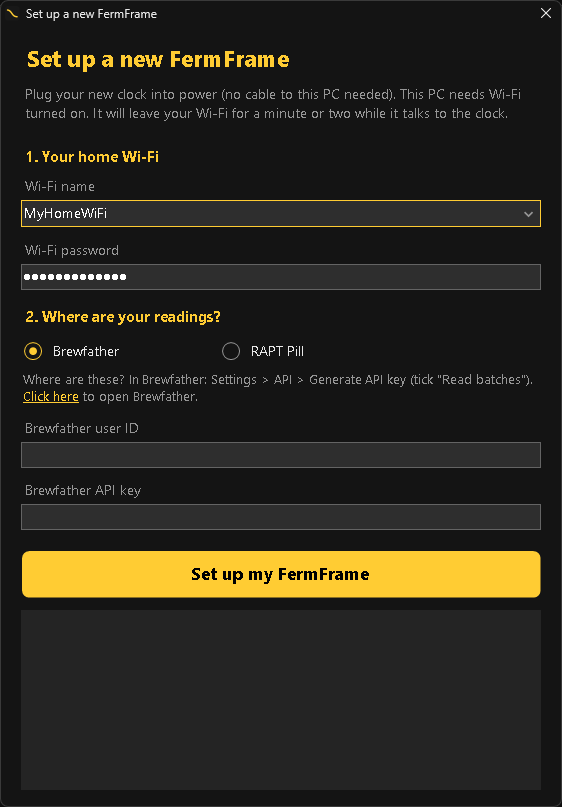 Set up a new FermFrame
Set up a new FermFrame
Plug your new clock into power (no cable to this PC needed). This PC needs Wi-Fi
turned on. It will leave your Wi-Fi for a minute or two while it talks to the clock.
1. Your home Wi-Fi
Wi-Fi name
MyHomeWiFi
Wi-Fi password
●●●●●●●●●●●●●
2. Where are your readings?
Brewfather RAPT Pill
Where are these? In Brewfather: Settings > API > Generate API key (tick "Read batches").
Click here to open Brewfather.
Brewfather user ID
Brewfather API key
Set up my FermFrame